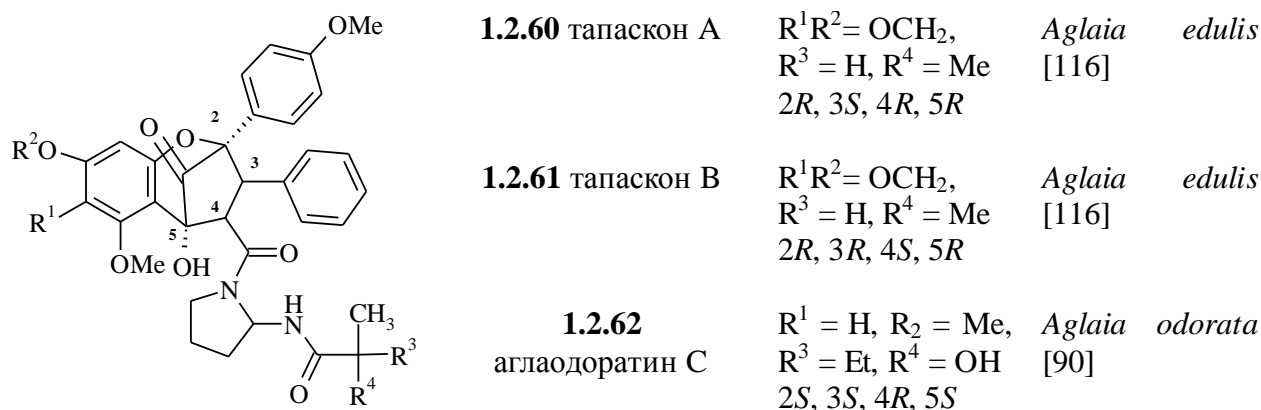 OMe
1.2.60 тапаскон A
R¹R²= OCH₂,
R³ = H, R⁴ = Me
2R, 3S, 4R, 5R
Aglaia edulis
[116]
2
O
O
R²O
3
4
R¹
5
OMe
OH
O
N
H
N
CH₃
R³
O
R⁴
1.2.61 тапаскон B
R¹R²= OCH₂,
R³ = H, R⁴ = Me
2R, 3R, 4S, 5R
Aglaia edulis
[116]
1.2.62
аглаодоратин C
R¹ = H, R₂ = Me,
R³ = Et, R⁴ = OH
2S, 3S, 4R, 5S
Aglaia odorata
[90]